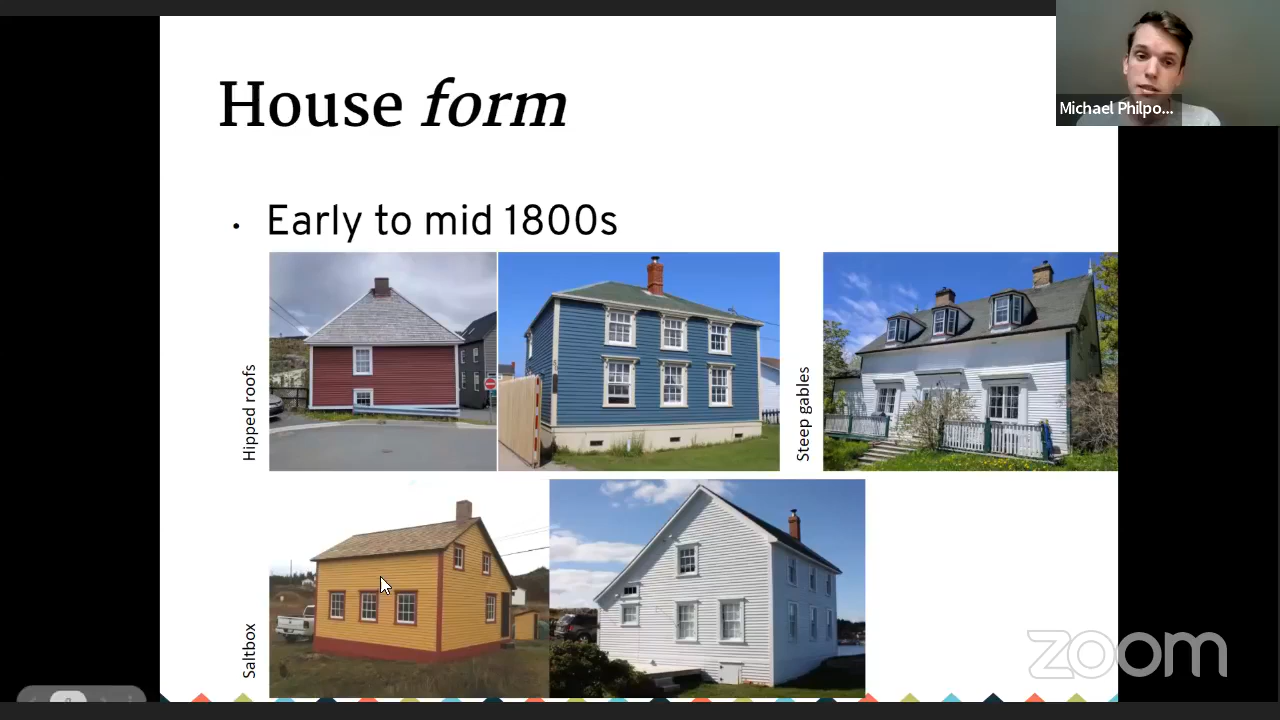 House form
Michael Philpo...
• Early to mid 1800s
Hipped roofs
Steep gables
Saltbox
zoom